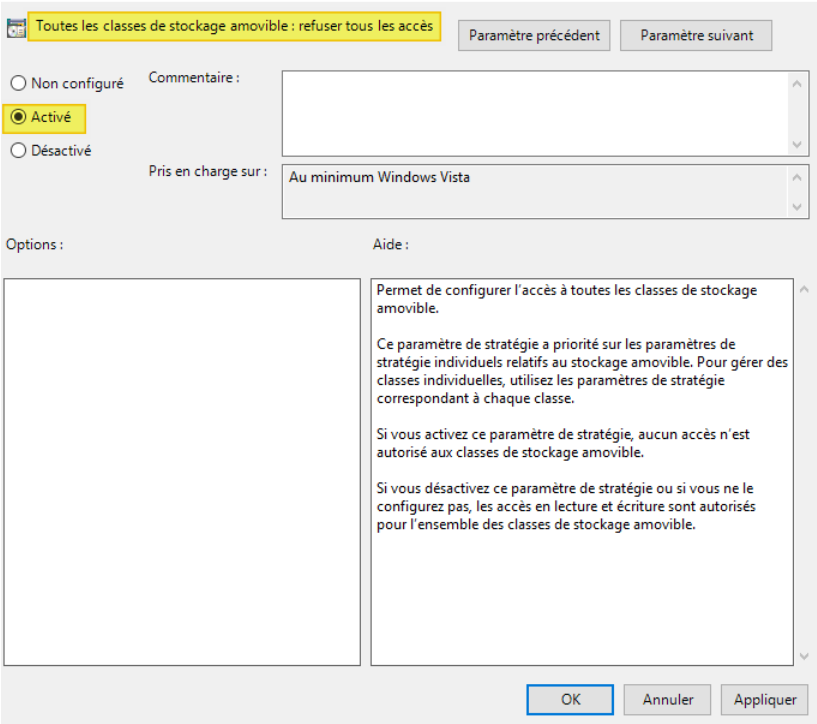 Toutes les classes de stockage amovible : refuser tous les accès
Paramètre précédent
Paramètre suivant
Non configuré
Commentaire :
Activé
Désactivé
Pris en charge sur :
Au minimum Windows Vista
Options :
Aide :
Permet de configurer l’accès à toutes les classes de stockage
amovible.
Ce paramètre de stratégie a priorité sur les paramètres de
stratégie individuels relatifs au stockage amovible. Pour gérer des
classes individuelles, utilisez les paramètres de stratégie
correspondant à chaque classe.
Si vous activez ce paramètre de stratégie, aucun accès n’est
autorisé aux classes de stockage amovible.
Si vous désactivez ce paramètre de stratégie ou si vous ne le
configurez pas, les accès en lecture et écriture sont autorisés
pour l’ensemble des classes de stockage amovible.
OK
Annuler
Appliquer